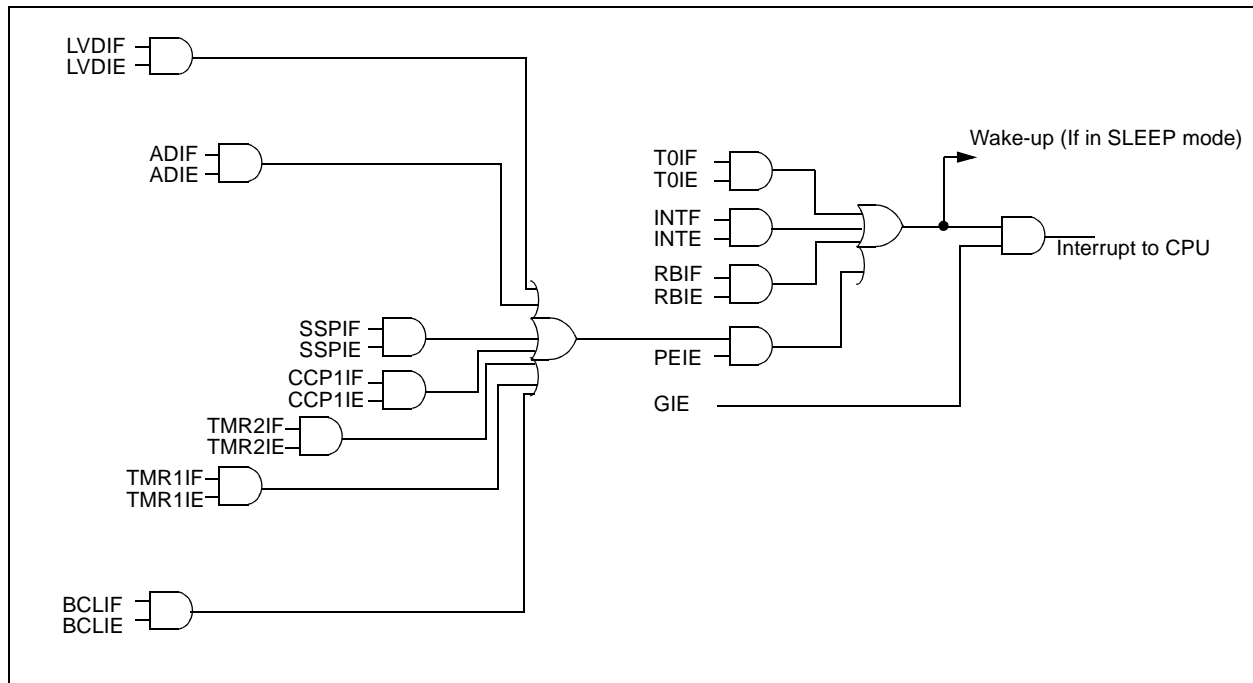 LVDIF
LVDIE
ADIF
ADIE
SSPIF
SSPIE
CCP1IF
CCP1IE
TMR2IF
TMR2IE
TMR1IF
TMR1IE
BCLIF
BCLIE
T0IF
T0IE
INTF
INTE
RBIF
RBIE
PEIE
GIE
Wake-up (If in SLEEP mode)
Interrupt to CPU